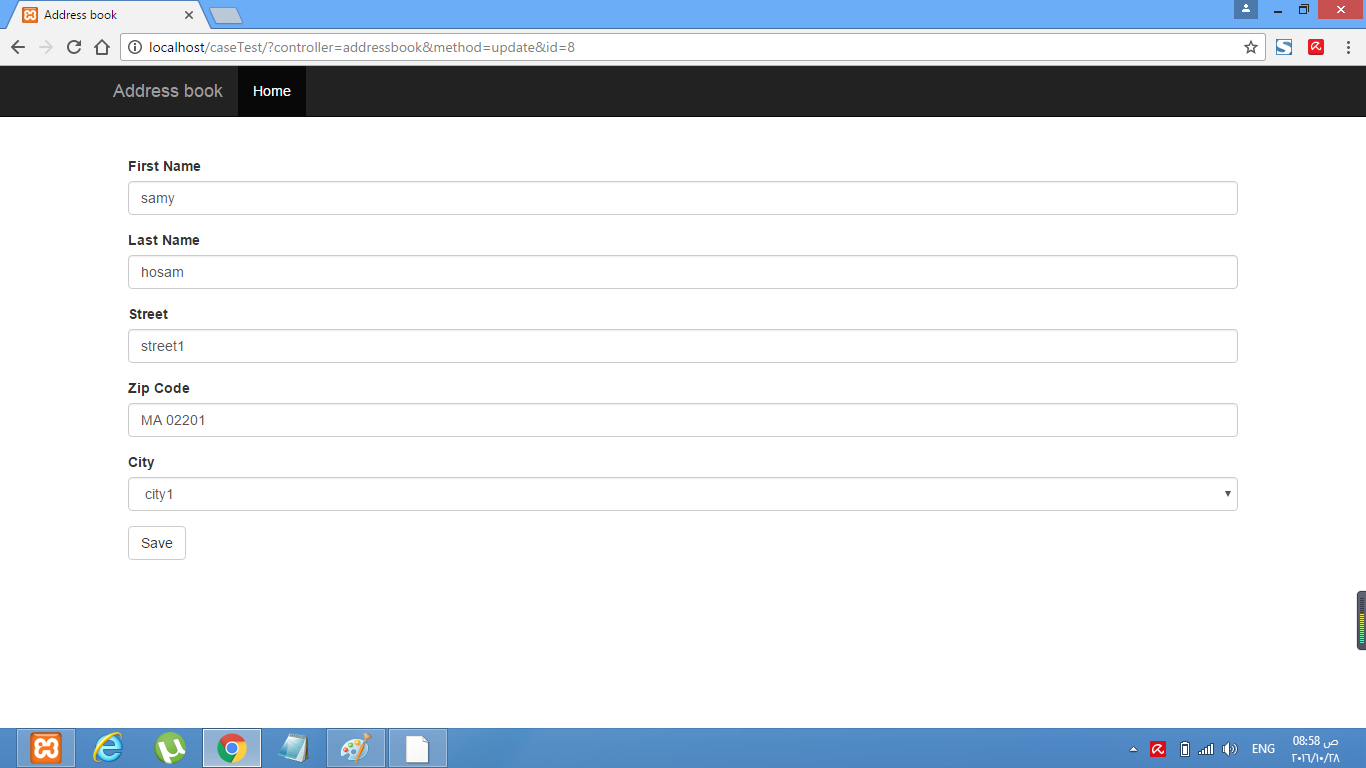 Address book
localhost/caseTest/?controller=addressbook&method=update&id=8
Address book Home
First Name
samy
Last Name
hosam
Street
street1
Zip Code
MA 02201
City
city1
Save
ENG
08:58 ص
٢٠١٦/١٠/٢٨